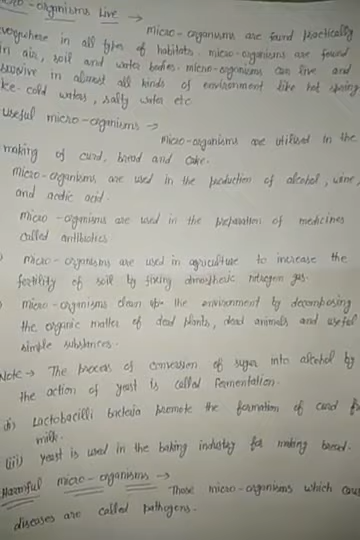 micro-organisms Live →
micro-organisms are found practically
everywhere in all types of habitats. micro-organisms are found
in air, soil and water bodies. micro-organisms can live and
survive in almost all kinds of environment like hot spring
ice-cold waters, salty water etc
useful micro-organisms →
micro-organisms are utilised in the
making of curd, bread and cake.
micro-organisms are used in the production of alcohol, wine,
and acetic acid.
micro-organisms are used in the preparation of medicines
called antibiotics
micro-organisms are used in agriculture to increase the
fertility of soil by fixing atmospheric nitrogen gas.
micro-organisms clean up the environment by decomposing
the organic matter of dead plants, dead animals and useful
simple substances.
Note → The process of conversion of sugar into alcohol by
the action of yeast is called fermentation.
(ii) Lactobacilli bacteria promote the formation of curd
milk.
(iii) yeast is used in the baking industry for making bread.
Harmful micro-organisms →
Those micro-organisms which
diseases are called pathogens.